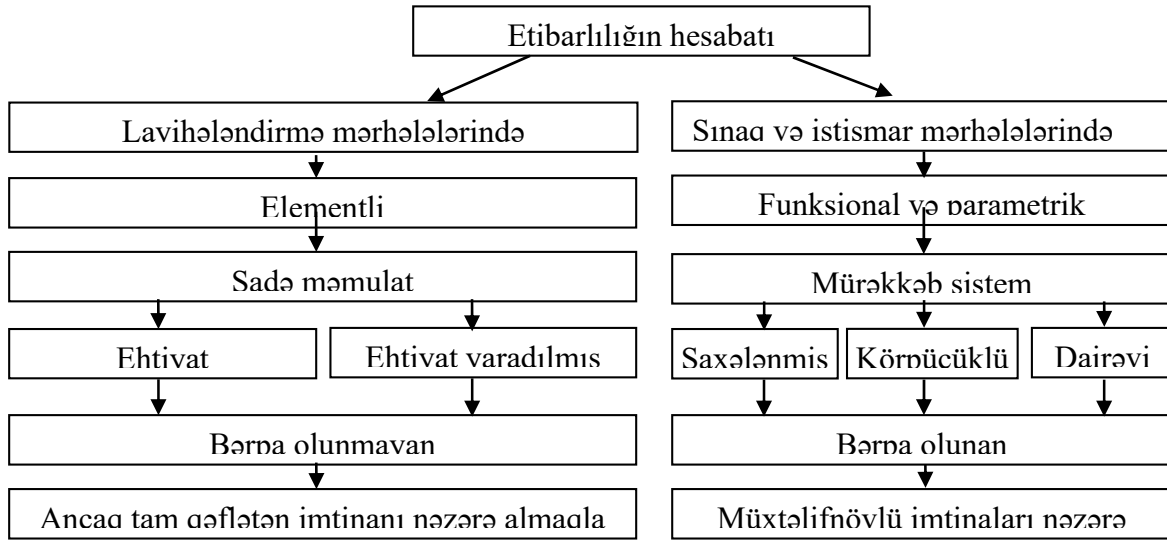 Etibarlılığın hesabatı
Layihələndirmə mərhələlərində
Sınaq və istismar mərhələlərində
Elementli
Funksional və parametrik
Sadə məmulat
Mürəkkəb sistem
Ehtiyat
Ehtiyat yaradılmış
Şaxələnmiş
Körpücüklü
Dairəvi
Bərpa olunmayan
Bərpa olunan
Ancaq tam qəflətən imtinanı nəzərə almaqla
Müxtəlifnövlü imtinaları nəzərə